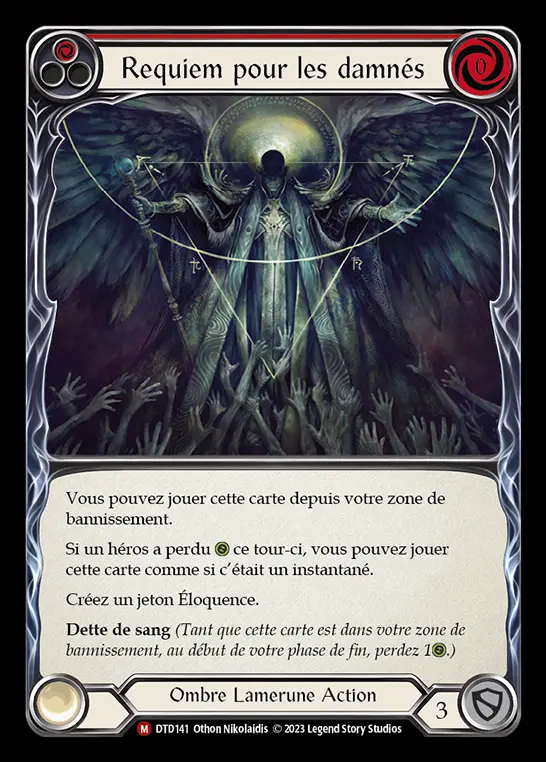 Requiem pour les damnés
0
Vous pouvez jouer cette carte depuis votre zone de
bannissement.
Si un héros a perdu ce tour-ci, vous pouvez jouer
cette carte comme si c'était un instantané.
Créez un jeton Éloquence.
Dette de sang (Tant que cette carte est dans votre zone de
bannissement, au début de votre phase de fin, perdez 1.)
Ombre Lamerune Action
3
M DTD141 Othon Nikolaidis © 2023 Legend Story Studios